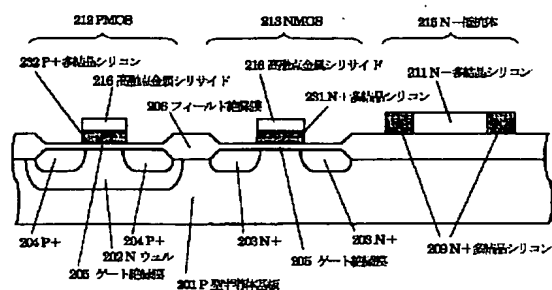 212 PMOS
213 NMOS
215 N−抵抗体
232 P+多結晶シリコン
216 高融点金属シリサイド
206 フィールド絶縁膜
216 高融点金属シリサイド
231 N+多結晶シリコン
211 N−多結晶シリコン
204 P+
204 P+
203 N+
203 N+
209 N+多結晶シリコン
202 N ウェル
205 ゲート絶縁膜
205 ゲート絶縁膜
201 P 型半導体基板